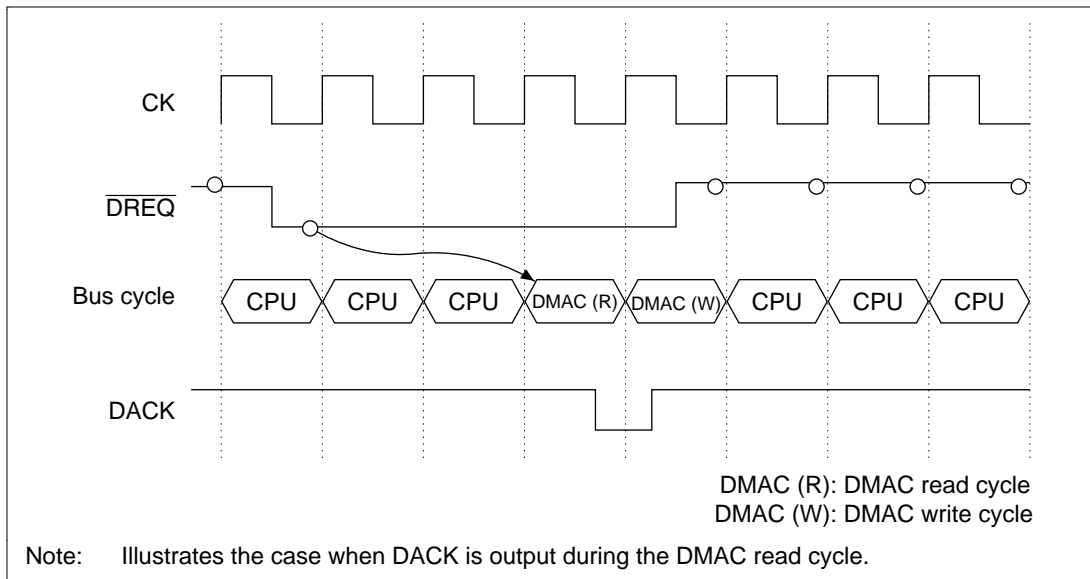 CK
DREQ
Bus cycle
CPU CPU CPU DMAC (R) DMAC (W) CPU CPU CPU
DACK
DMAC (R): DMAC read cycle
DMAC (W): DMAC write cycle
Note: Illustrates the case when DACK is output during the DMAC read cycle.